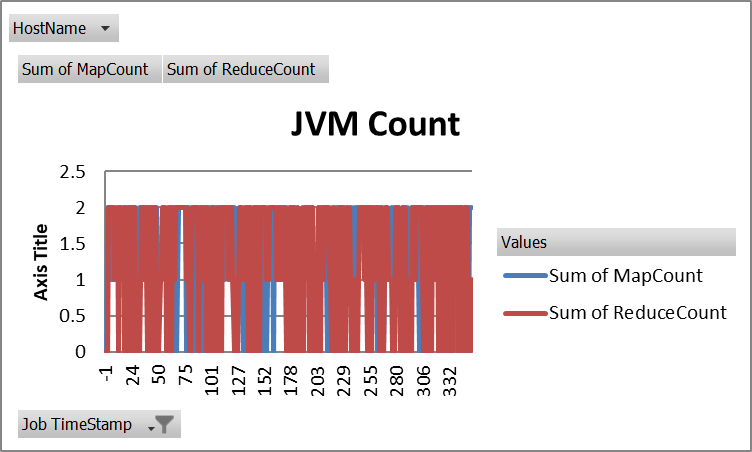 HostName
Sum of MapCount Sum of ReduceCount
JVM Count
2.5
2
1.5
1
0.5
0
Axis Title
-1 24 50 75 101 127 152 178 203 229 255 280 306 332
Values
Sum of MapCount
Sum of ReduceCount
Job TimeStamp